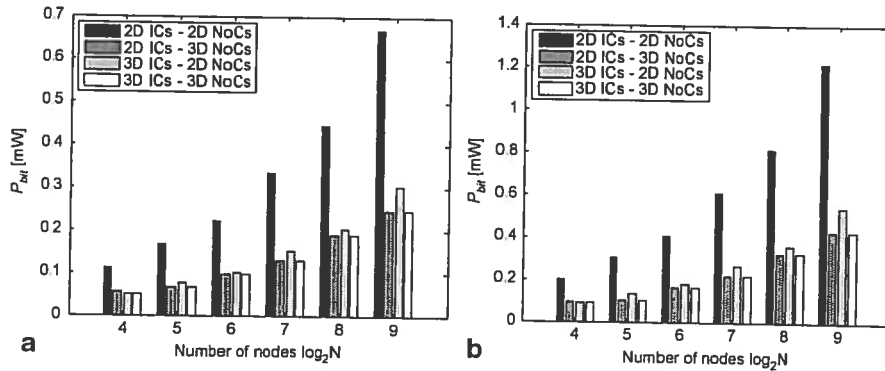 0.7
0.6
0.5
0.4
0.3
0.2
0.1
0
P_bit [mW]
2D ICs - 2D NoCs
2D ICs - 3D NoCs
3D ICs - 2D NoCs
3D ICs - 3D NoCs
4 5 6 7 8 9
Number of nodes log₂N
a
1.4
1.2
1
0.8
0.6
0.4
0.2
0
P_bit [mW]
2D ICs - 2D NoCs
2D ICs - 3D NoCs
3D ICs - 2D NoCs
3D ICs - 3D NoCs
4 5 6 7 8 9
Number of nodes log₂N
b